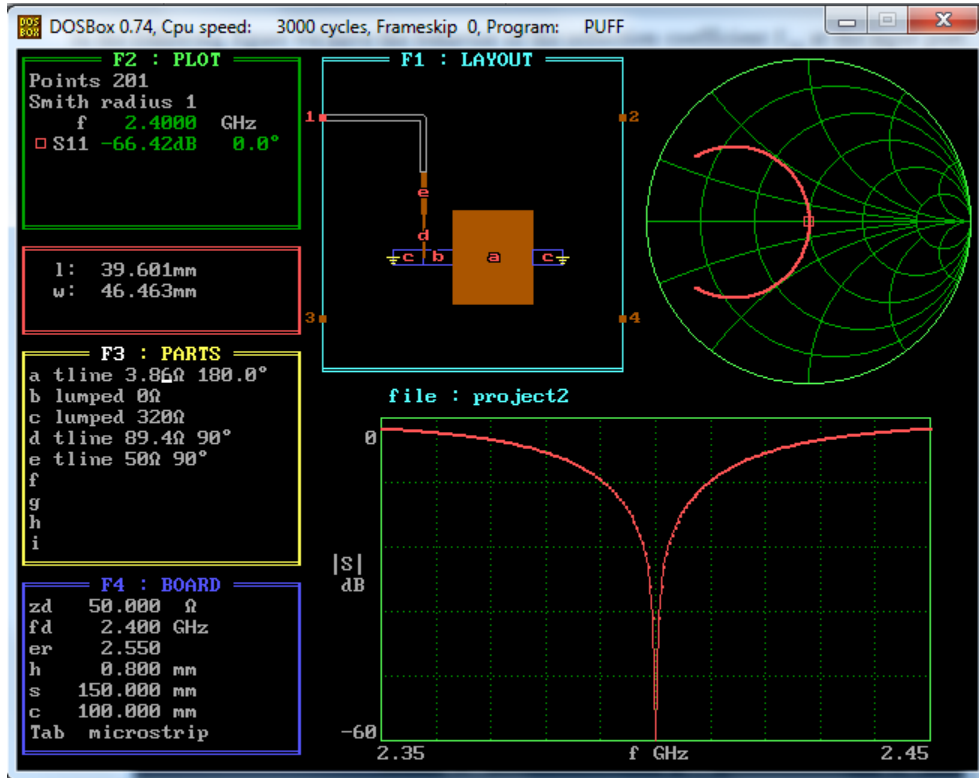 DOSBox 0.74, Cpu speed: 3000 cycles, Frameskip 0, Program: PUFF
F2 : PLOT
Points 201
Smith radius 1
f 2.4000 GHz
S11 -66.42dB 0.0°
l: 39.601mm
w: 46.463mm
F3 : PARTS
a tline 3.86Ω 180.0°
b lumped 0Ω
c lumped 320Ω
d tline 89.4Ω 90°
e tline 50Ω 90°
f
g
h
i
F4 : BOARD
zd 50.000 Ω
fd 2.400 GHz
er 2.550
h 0.800 mm
s 150.000 mm
c 100.000 mm
Tab microstrip
F1 : LAYOUT
1 2
e
d
c b a c
3 4
file : project2
0
|S|
dB
-60
2.35 f GHz 2.45